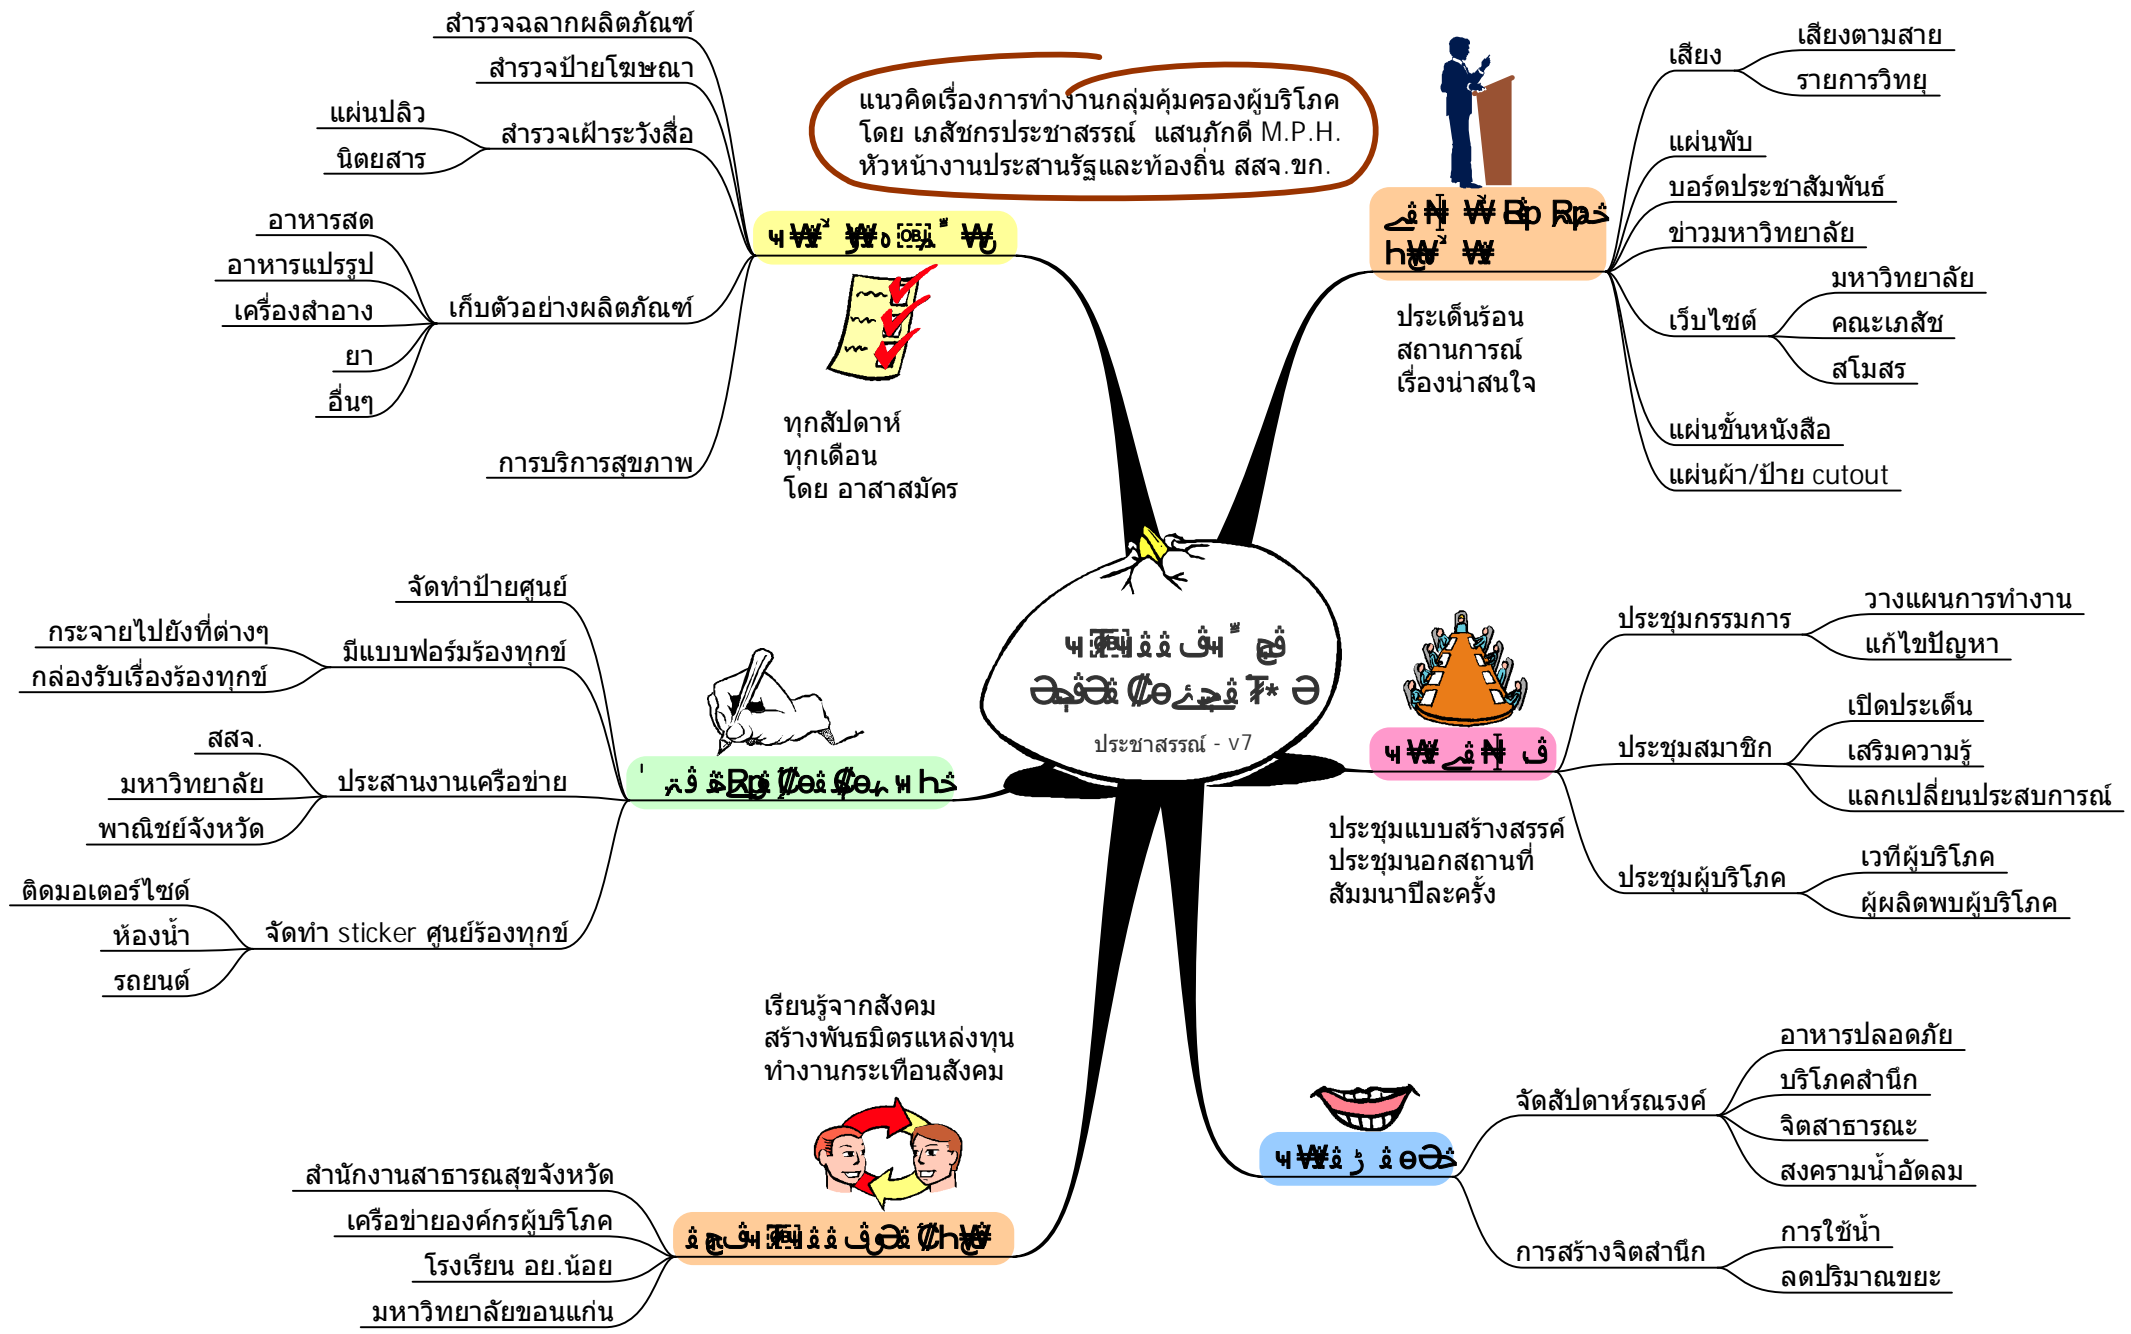 แนวคิดเรื่องการทำงานกลุ่มคุ้มครองผู้บริโภค
โดย เภสัชกรประชาสรรณ์ แสนภักดี M.P.H.
หัวหน้างานประสานรัฐและท้องถิ่น สสจ.ขก.
สำรวจฉลากผลิตภัณฑ์
สำรวจป้ายโฆษณา
สำรวจเฝ้าระวังสื่อ
แผ่นปลิว
นิตยสาร
เก็บตัวอย่างผลิตภัณฑ์
อาหารสด
อาหารแปรรูป
เครื่องสำอาง
ยา
อื่นๆ
การบริการสุขภาพ
ทุกสัปดาห์
ทุกเดือน
โดย อาสาสมัคร
เสียง
เสียงตามสาย
รายการวิทยุ
แผ่นพับ
บอร์ดประชาสัมพันธ์
ข่าวมหาวิทยาลัย
เว็บไซต์
มหาวิทยาลัย
คณะเภสัช
สโมสร
แผ่นขั้นหนังสือ
แผ่นผ้า/ป้าย cutout
ประเด็นร้อน
สถานการณ์
เรื่องน่าสนใจ
ประชาสรรณ์ - v7
จัดทำป้ายศูนย์
มีแบบฟอร์มร้องทุกข์
กระจายไปยังที่ต่างๆ
กล่องรับเรื่องร้องทุกข์
ประสานงานเครือข่าย
สสจ.
มหาวิทยาลัย
พาณิชย์จังหวัด
จัดทำ sticker ศูนย์ร้องทุกข์
ติดมอเตอร์ไซด์
ห้องน้ำ
รถยนต์
ประชุมกรรมการ
วางแผนการทำงาน
แก้ไขปัญหา
ประชุมสมาชิก
เปิดประเด็น
เสริมความรู้
แลกเปลี่ยนประสบการณ์
ประชุมผู้บริโภค
เวทีผู้บริโภค
ผู้ผลิตพบผู้บริโภค
ประชุมแบบสร้างสรรค์
ประชุมนอกสถานที่
สัมมนาปีละครั้ง
เรียนรู้จากสังคม
สร้างพันธมิตรแหล่งทุน
ทำงานกระเทือนสังคม
สำนักงานสาธารณสุขจังหวัด
เครือข่ายองค์กรผู้บริโภค
โรงเรียน อย.น้อย
มหาวิทยาลัยขอนแก่น
จัดสัปดาห์รณรงค์
อาหารปลอดภัย
บริโภคสำนึก
จิตสาธารณะ
สงครามน้ำอัดลม
การสร้างจิตสำนึก
การใช้น้ำ
ลดปริมาณขยะ